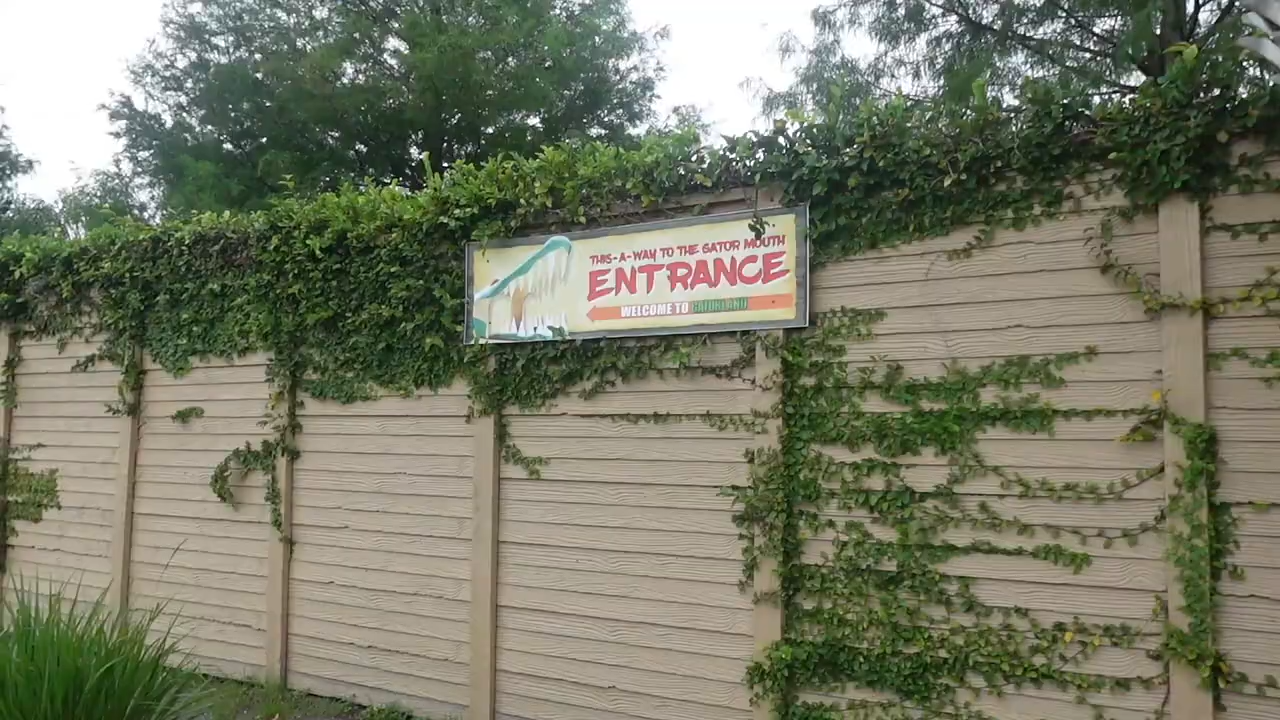 THIS-A-WAY TO THE GATOR MOUTH
ENTRANCE
WELCOME TO GATORLAND